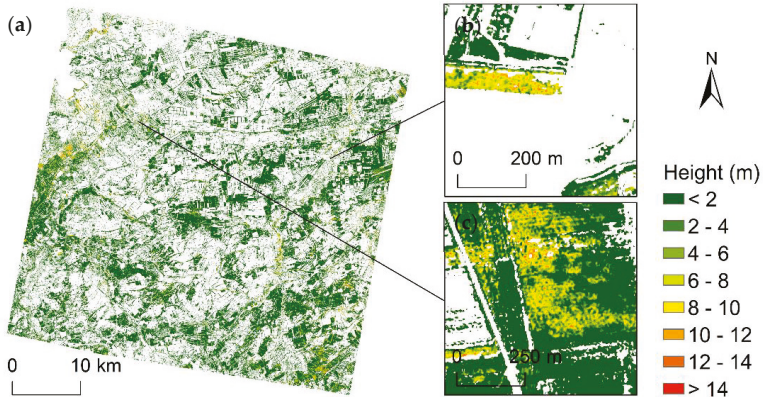 (a)
(b)
N
0 200 m
Height (m)
< 2
2 - 4
4 - 6
6 - 8
8 - 10
10 - 12
12 - 14
> 14
(c)
0 250 m
0 10 km